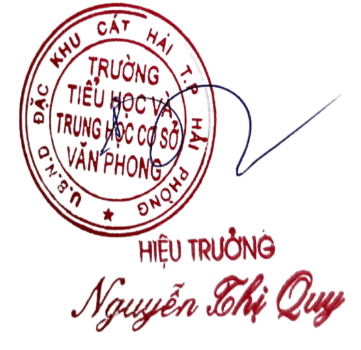 U.B.N.D ĐẶC KHU CÁT HẢI T.P HẢI PHÒNG
TRƯỜNG
TIỂU HỌC VÀ
TRUNG HỌC CƠ SỞ
VĂN PHONG
HIỆU TRƯỞNG
Nguyễn Thị Quy